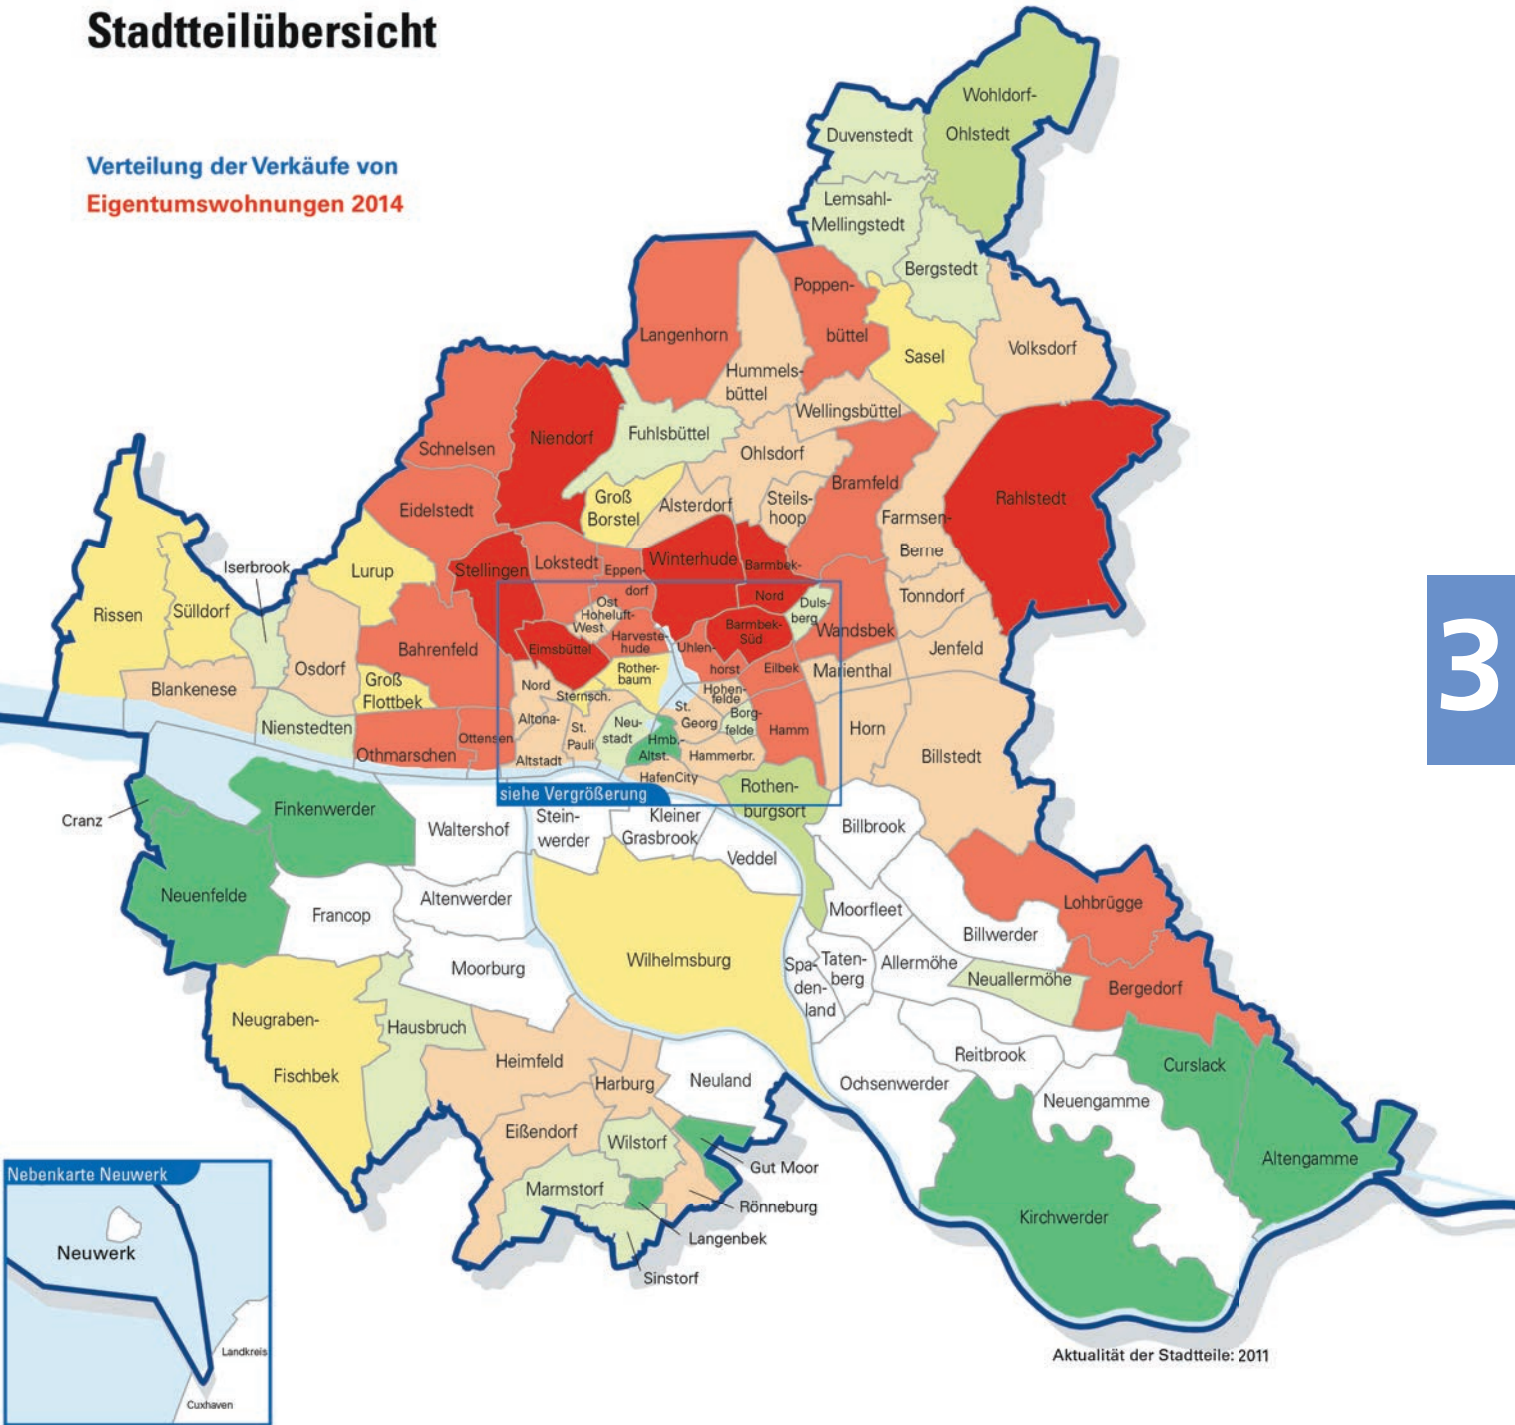 Stadtteilübersicht
Verteilung der Verkäufe von
Eigentumswohnungen 2014
Wohldorf-
Ohlstedt
Duvenstedt
Lemsahl-
Mellingstedt
Bergstedt
Poppen-
büttel
Langenhorn
Hummels-
büttel
Sasel
Volksdorf
Wellingsbüttel
Schnelsen
Niendorf
Fuhlsbüttel
Ohlsdorf
Bramfeld
Rahlstedt
Eidelstedt
Groß
Borstel
Alsterdorf
Steils-
hoop
Farmsen-
Berne
Iserbrook
Lurup
Stellingen
Lokstedt
Eppen-
dorf
Winterhude
Barmbek-
Nord
Tonndorf
Rissen
Sülldorf
Ost
Hoheluft-
West
Duls-
berg
Barmbek-
Süd
Wandsbek
Bahrenfeld
Eimsbüttel
Harveste-
hude
Uhlen-
horst
Jenfeld
Osdorf
Blankenese
Groß
Flottbek
Nord
Rother-
baum
Eilbek
Marienthal
Sternsch.
Hohen-
felde
Nienstedten
Othmarschen
Ottensen
Altona-
Altstadt
St.
Pauli
Neu-
stadt
St.
Georg
Borg-
felde
Hamm
Horn
Billstedt
Hmb.-
Altst.
Hammerbr.
HafenCity
siehe Vergrößerung
Rothen-
burgsort
3
Cranz
Finkenwerder
Waltershof
Stein-
werder
Kleiner
Grasbrook
Veddel
Billbrook
Neuenfelde
Francop
Altenwerder
Moorfleet
Lohbrügge
Billwerder
Moorburg
Wilhelmsburg
Spa-
den-
land
Taten-
berg
Allermöhe
Neuallermöhe
Bergedorf
Neugraben-
Fischbek
Hausbruch
Heimfeld
Harburg
Neuland
Ochsenwerder
Reitbrook
Neuengamme
Curslack
Eißendorf
Wilstorf
Gut Moor
Altengamme
Marmstorf
Rönneburg
Langenbek
Sinstorf
Kirchwerder
Nebenkarte Neuwerk
Neuwerk
Landkreis
Cuxhaven
Aktualität der Stadtteile: 2011